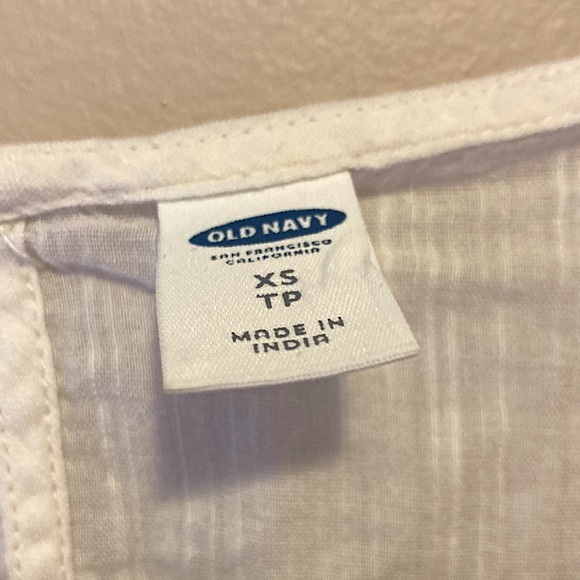 OLD NAVY
SAN FRANCISCO
CALIFORNIA
XS
TP
MADE IN
INDIA